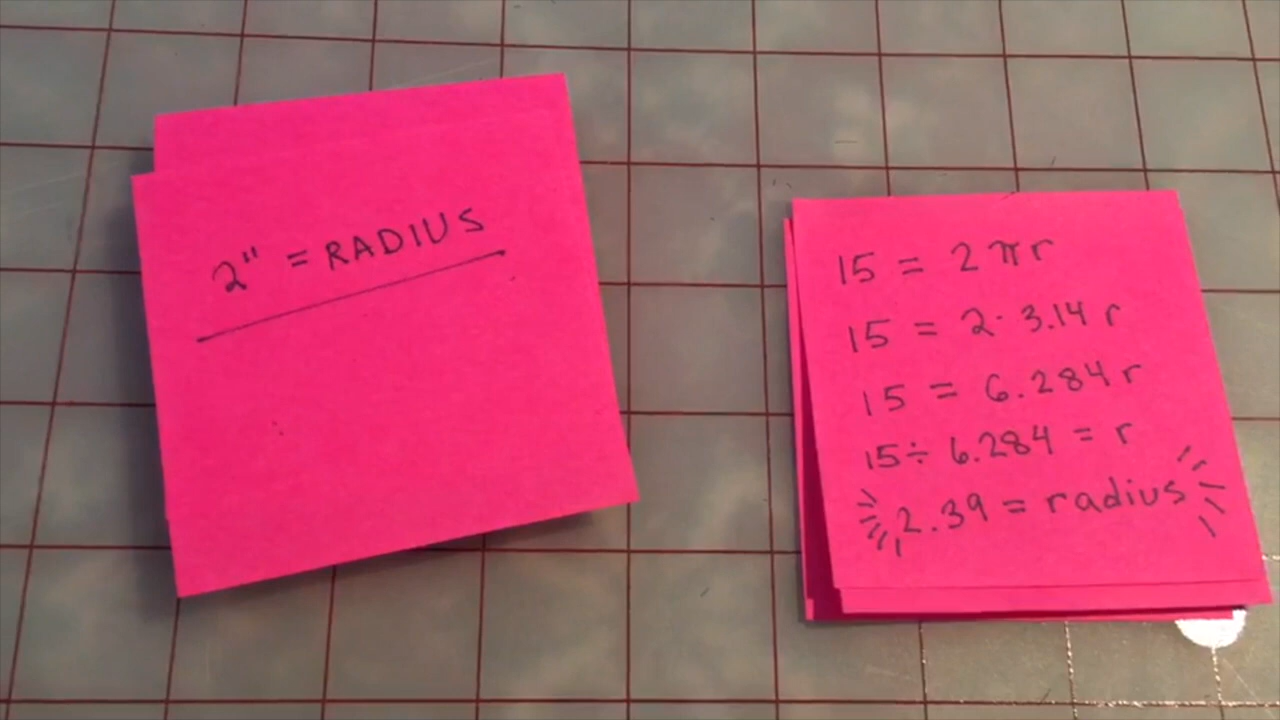 2" = RADIUS
15 = 2πr
15 = 2· 3.14 r
15 = 6.284 r
15÷ 6.284 = r
2.39 = radius